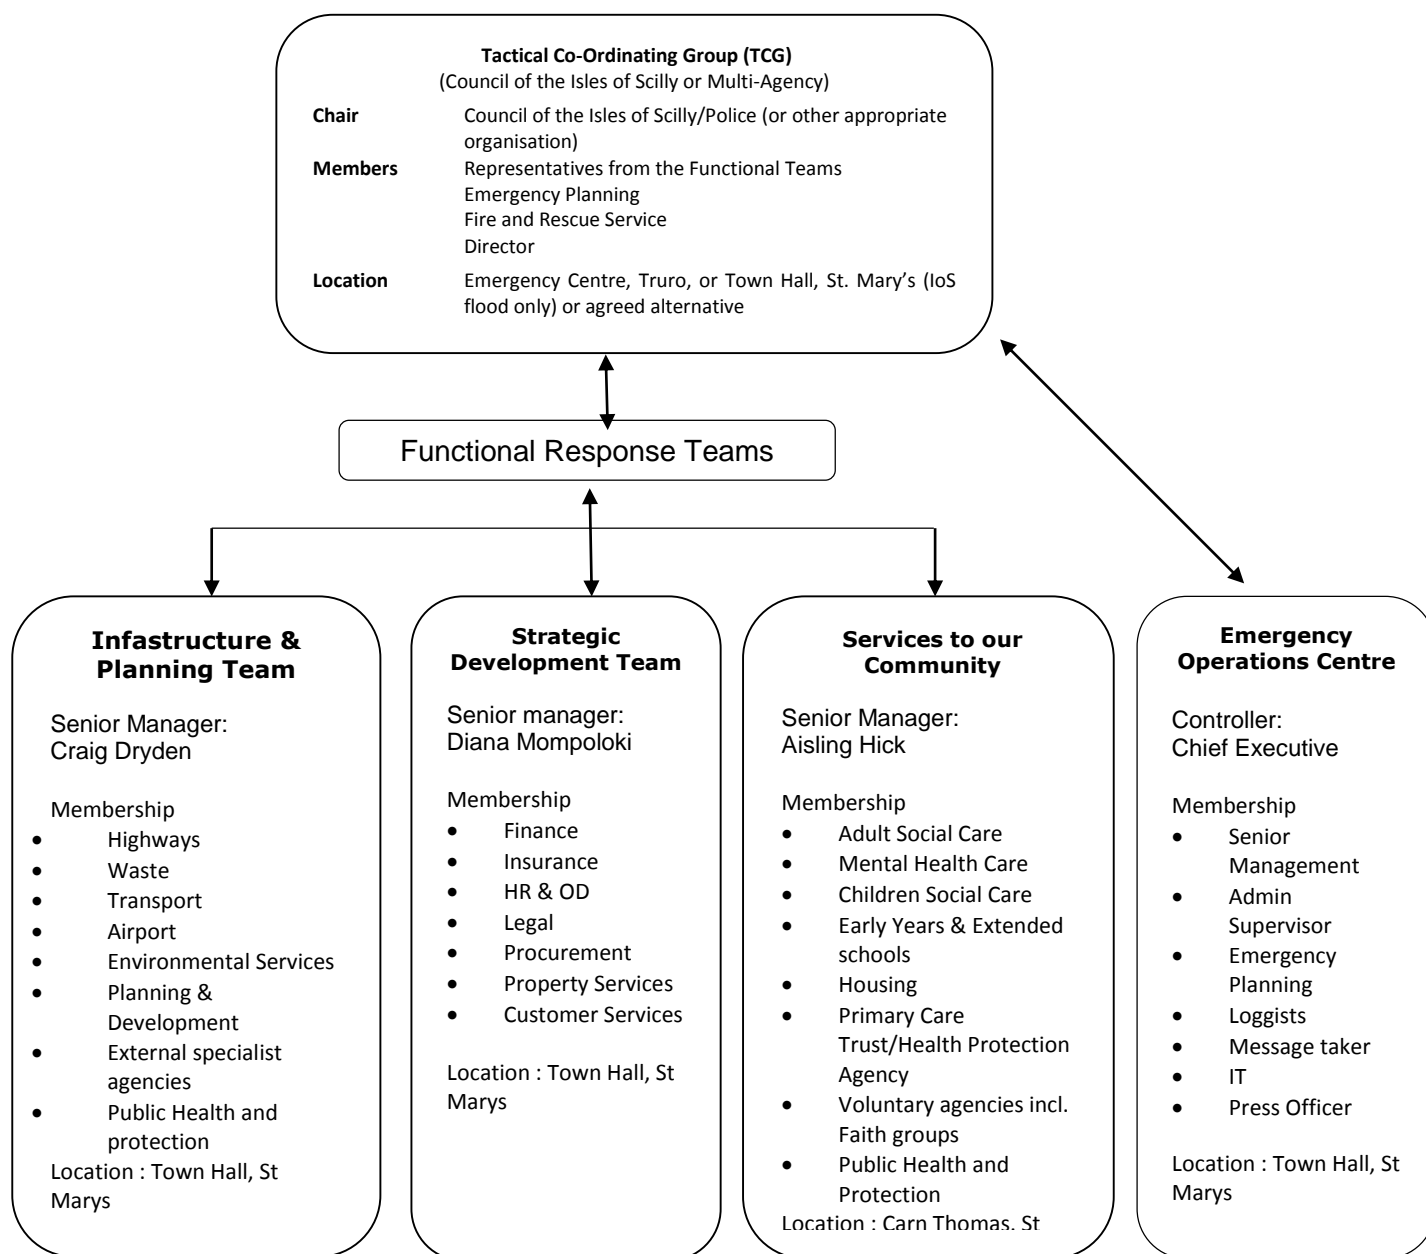 Tactical Co-Ordinating Group (TCG)
(Council of the Isles of Scilly or Multi-Agency)
Chair Council of the Isles of Scilly/Police (or other appropriate
organisation)
Members Representatives from the Functional Teams
Emergency Planning
Fire and Rescue Service
Director
Location Emergency Centre, Truro, or Town Hall, St. Mary's (IoS
flood only) or agreed alternative
Functional Response Teams
Infastructure &
Planning Team
Senior Manager:
Craig Dryden
Membership
• Highways
• Waste
• Transport
• Airport
• Environmental Services
• Planning &
Development
• External specialist
agencies
• Public Health and
protection
Location : Town Hall, St
Marys
Strategic
Development Team
Senior manager:
Diana Mompoloki
Membership
• Finance
• Insurance
• HR & OD
• Legal
• Procurement
• Property Services
• Customer Services
Location : Town Hall, St
Marys
Services to our
Community
Senior Manager:
Aisling Hick
Membership
• Adult Social Care
• Mental Health Care
• Children Social Care
• Early Years & Extended
schools
• Housing
• Primary Care
Trust/Health Protection
Agency
• Voluntary agencies incl.
Faith groups
• Public Health and
Protection
Location : Carn Thomas, St
Emergency
Operations Centre
Controller:
Chief Executive
Membership
• Senior
Management
• Admin
Supervisor
• Emergency
Planning
• Loggists
• Message taker
• IT
• Press Officer
Location : Town Hall, St
Marys